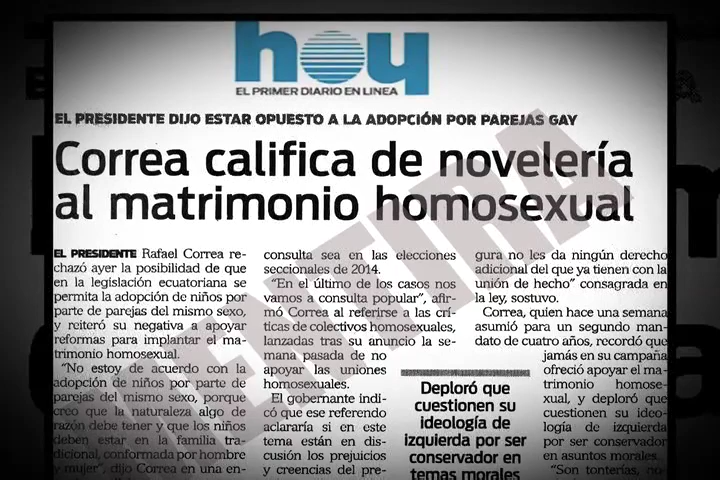 hoy
EL PRIMER DIARIO EN LINEA
EL PRESIDENTE DIJO ESTAR OPUESTO A LA ADOPCIÓN POR PAREJAS GAY
Correa califica de novelería
al matrimonio homosexual
EL PRESIDENTE Rafael Correa re-
chazó ayer la posibilidad de que
en la legislación ecuatoriana se
permita la adopción de niños por
parte de parejas del mismo sexo,
y reiteró su negativa a apoyar
reformas para implantar el ma-
trimonio homosexual.
"No estoy de acuerdo con la
adopción de niños por parte de
parejas del mismo sexo, porque
creo que la naturaleza algo de
razón debe tener y que los niños
deben estar en la familia tra-
dicional, conformada por hombre
y mujer", dijo Correa en una en-
consulta sea en las elecciones
seccionales de 2014.
"En el último de los casos nos
vamos a consulta popular", afir-
mó Correa al referirse a las crí-
ticas de colectivos homosexuales,
lanzadas tras su anuncio la se-
mana pasada de no
apoyar las uniones
homosexuales.
El gobernante indi-
có que ese referendo
aclararía si en este
tema están en dis-
cusión los prejuicios
y creencias del pre-
Deploró que
cuestionen su
ideología de
izquierda por ser
conservador en
temas morales
gura no les da ningún derecho
adicional del que ya tienen con la
unión de hecho" consagrada en
la ley, sostuvo.
Correa, quien hace una semana
asumió para un segundo man-
dato de cuatro años, recordó que
jamás en su campaña
ofreció apoyar el ma-
trimonio homose-
xual, y deploró que
cuestionen su ideo-
logía de izquierda
por ser conservador
en asuntos morales.
"Son tonterías, no-
MENTIRA